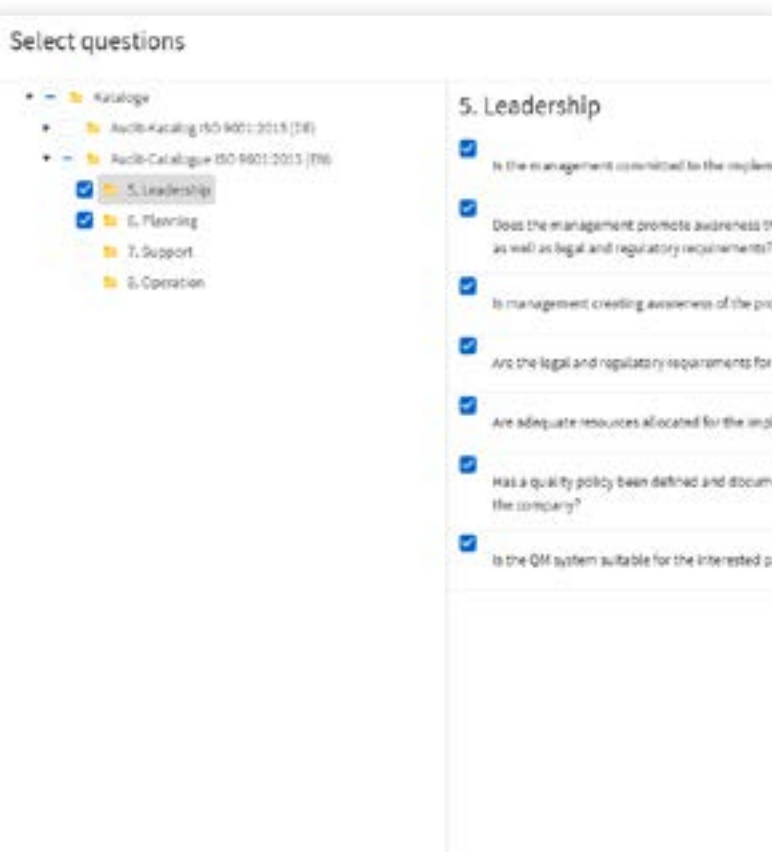 Select questions
Kataloge
Audit-Katalog ISO 9001:2015 (DE)
Audit-Catalogue ISO 9001:2015 (EN)
5. Leadership
6. Planning
7. Support
8. Operation
5. Leadership
Is the management committed to the
Does the management promote awareness
as well as legal and regulatory requirements?
Is management creating awareness of the
Are the legal and regulatory requirements for
Are adequate resources allocated for the
Has a quality policy been defined and
the company?
Is the QM system suitable for the interested